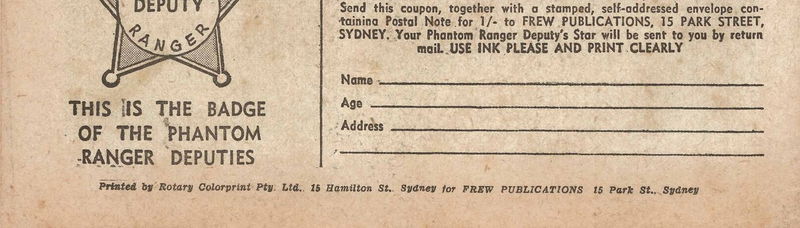 DEPUTY
RANGER
THIS IS THE BADGE
OF THE PHANTOM
RANGER DEPUTIES
Send this coupon, together with a stamped, self-addressed envelope con-
taining Postal Note for 1/- to FREW PUBLICATIONS, 15 PARK STREET,
SYDNEY. Your Phantom Ranger Deputy's Star will be sent to you by return
mail. USE INK PLEASE AND PRINT CLEARLY
Name
Age
Address
Printed by Rotary Colorprint Pty. Ltd.. 15 Hamilton St.. Sydney for FREW PUBLICATIONS 15 Park St.. Sydney